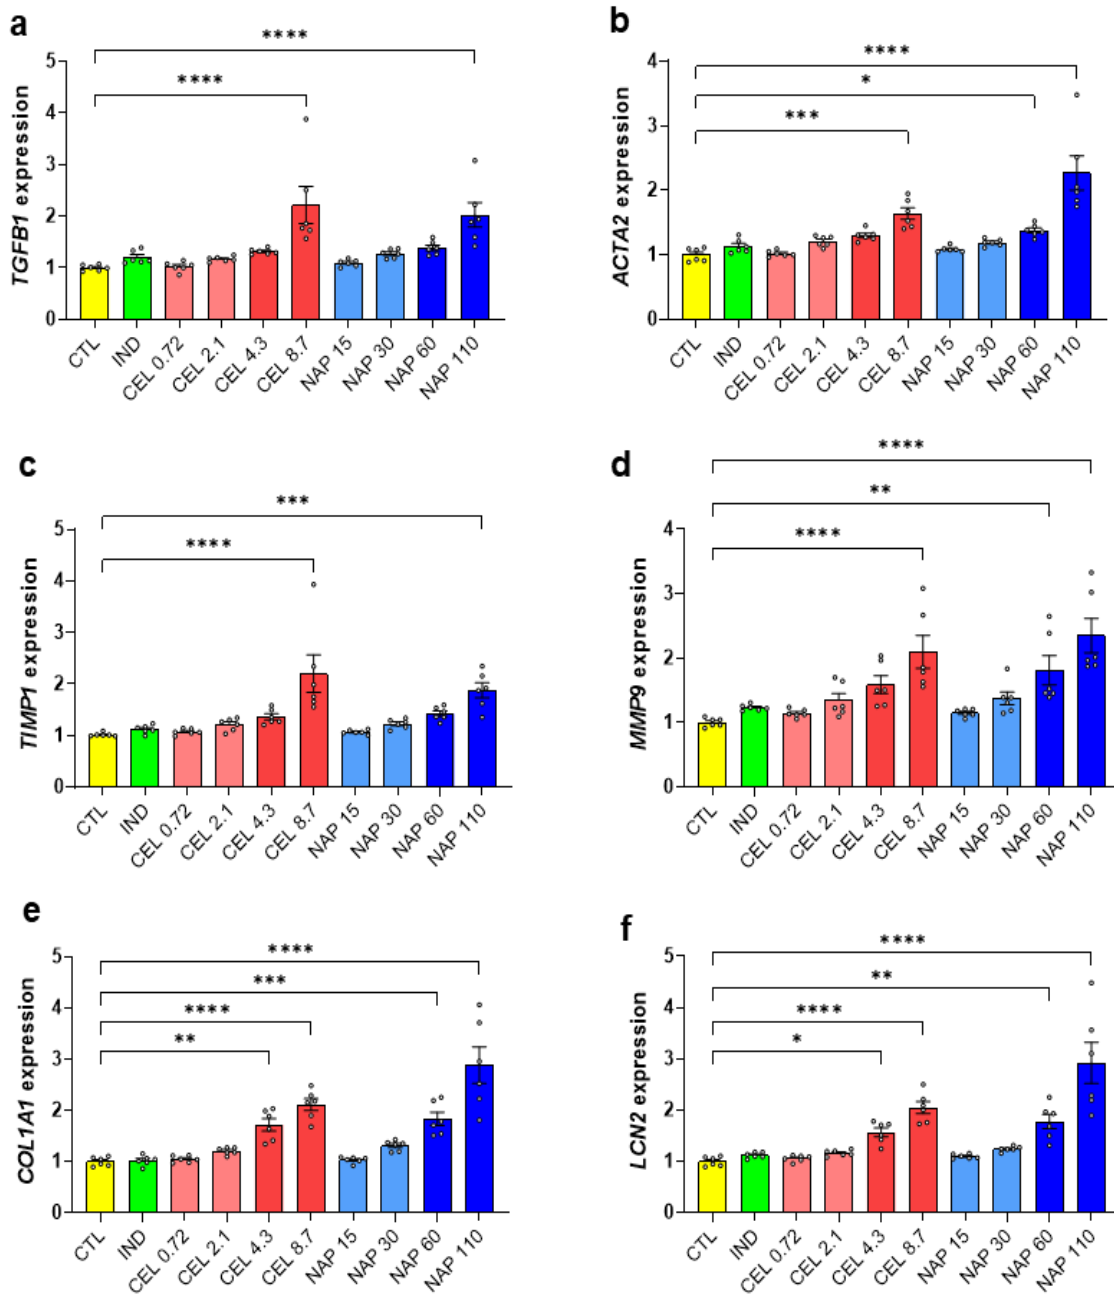 a
****
****
5
4
3
2
1
0
TGFB1 expression
CTL
IND
CEL 0.72
CEL 2.1
CEL 4.3
CEL 8.7
NAP 15
NAP 30
NAP 60
NAP 110
b
****
*
***
4
3
2
1
0
ACTA2 expression
CTL
IND
CEL 0.72
CEL 2.1
CEL 4.3
CEL 8.7
NAP 15
NAP 30
NAP 60
NAP 110
c
***
****
5
4
3
2
1
0
TIMP1 expression
CTL
IND
CEL 0.72
CEL 2.1
CEL 4.3
CEL 8.7
NAP 15
NAP 30
NAP 60
NAP 110
d
****
**
****
4
3
2
1
0
MMP9 expression
CTL
IND
CEL 0.72
CEL 2.1
CEL 4.3
CEL 8.7
NAP 15
NAP 30
NAP 60
NAP 110
e
****
***
****
**
5
4
3
2
1
0
COL1A1 expression
CTL
IND
CEL 0.72
CEL 2.1
CEL 4.3
CEL 8.7
NAP 15
NAP 30
NAP 60
NAP 110
f
****
**
****
*
5
4
3
2
1
0
LCN2 expression
CTL
IND
CEL 0.72
CEL 2.1
CEL 4.3
CEL 8.7
NAP 15
NAP 30
NAP 60
NAP 110